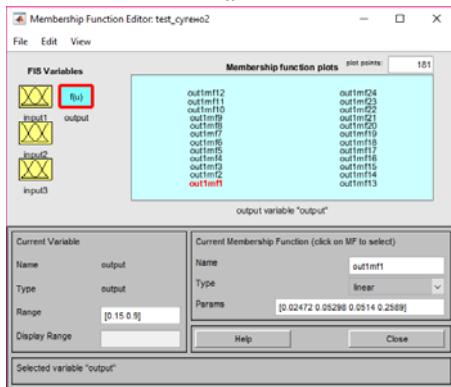 Membership Function Editor: test_сугено2
File Edit View
FIS Variables
Membership function plots plot points: 181
f(u)
input1 output
input2
input3
out1mf12 out1mf24
out1mf11 out1mf23
out1mf10 out1mf22
out1mf9 out1mf21
out1mf8 out1mf20
out1mf7 out1mf19
out1mf6 out1mf18
out1mf5 out1mf17
out1mf4 out1mf16
out1mf3 out1mf15
out1mf2 out1mf14
out1mf1 out1mf13
output variable "output"
Current Variable
Name output
Type output
Range [0.15 0.9]
Display Range
Current Membership Function (click on MF to select)
Name out1mf1
Type linear
Params [0.02472 0.05298 0.0514 0.2589]
Help Close
Selected variable "output"